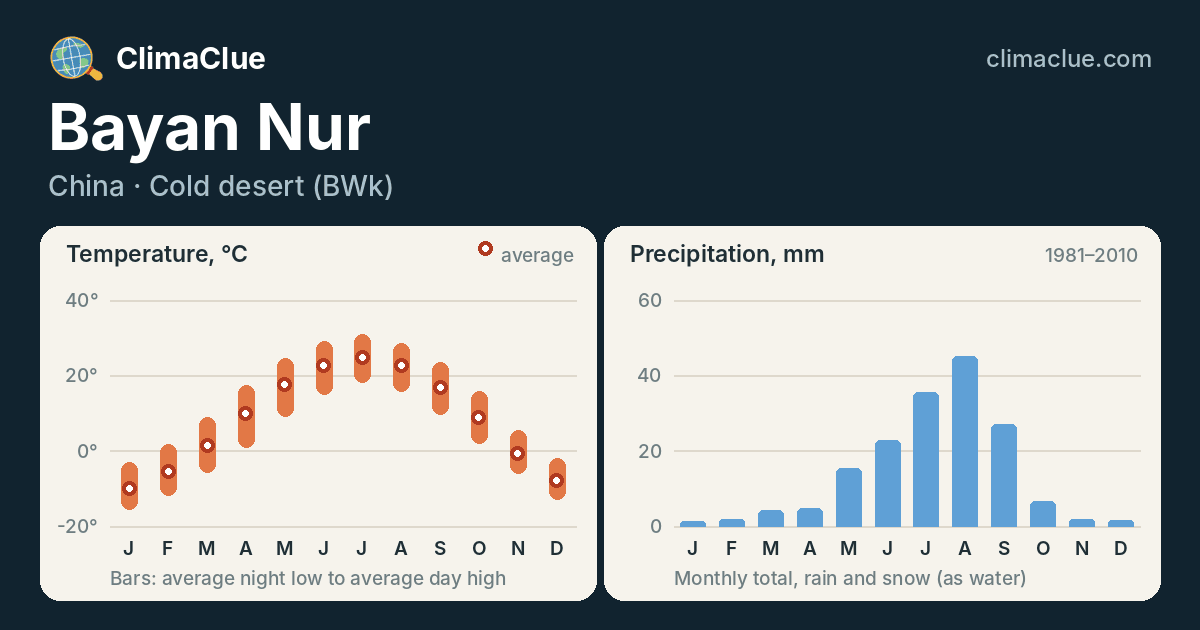 ClimaClue
climaclue.com
Bayan Nur
China · Cold desert (BWk)
Temperature, °C
average
40°
20°
0°
-20°
J F M A M J J A S O N D
Bars: average night low to average day high
Precipitation, mm
1981–2010
60
40
20
0
J F M A M J J A S O N D
Monthly total, rain and snow (as water)